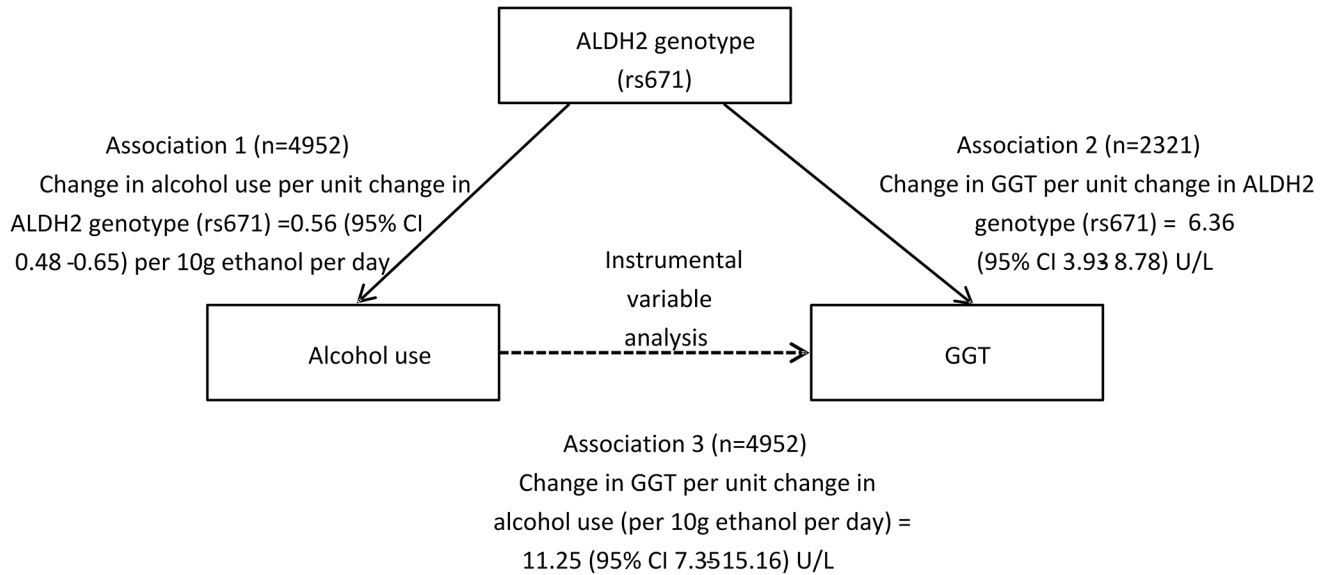 ALDH2 genotype
(rs671)
Association 1 (n=4952)
Change in alcohol use per unit change in
ALDH2 genotype (rs671) =0.56 (95% CI
0.48 -0.65) per 10g ethanol per day
Association 2 (n=2321)
Change in GGT per unit change in ALDH2
genotype (rs671) = 6.36
(95% CI 3.93- 8.78) U/L
Instrumental
variable
analysis
Alcohol use
GGT
Association 3 (n=4952)
Change in GGT per unit change in
alcohol use (per 10g ethanol per day) =
11.25 (95% CI 7.35-15.16) U/L